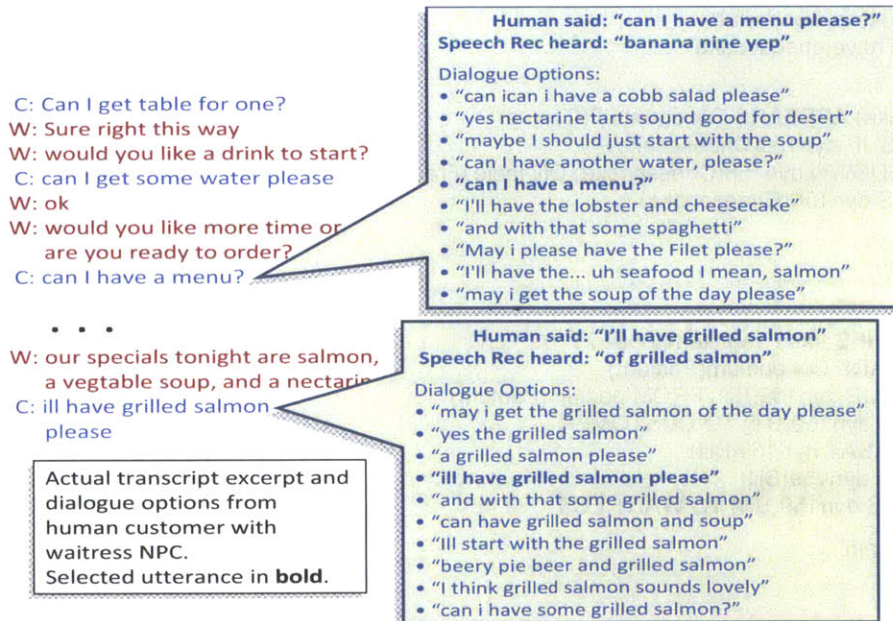 C: Can I get table for one?
W: Sure right this way
W: would you like a drink to start?
C: can I get some water please
W: ok
W: would you like more time or
are you ready to order?
C: can I have a menu?
. . .
W: our specials tonight are salmon,
a vegtable soup, and a nectarin
C: ill have grilled salmon
please
Actual transcript excerpt and
dialogue options from
human customer with
waitress NPC.
Selected utterance in bold.
Human said: “can I have a menu please?”
Speech Rec heard: “banana nine yep”
Dialogue Options:
• “can ican i have a cobb salad please”
• “yes nectarine tarts sound good for desert”
• “maybe I should just start with the soup”
• “can I have another water, please?”
• “can I have a menu?”
• “I'll have the lobster and cheesecake”
• “and with that some spaghetti”
• “May i please have the Filet please?”
• “I'll have the... uh seafood I mean, salmon”
• “may i get the soup of the day please”
Human said: “I’ll have grilled salmon”
Speech Rec heard: “of grilled salmon”
Dialogue Options:
• “may i get the grilled salmon of the day please”
• “yes the grilled salmon”
• “a grilled salmon please”
• “ill have grilled salmon please”
• “and with that some grilled salmon”
• “can have grilled salmon and soup”
• “Ill start with the grilled salmon”
• “beery pie beer and grilled salmon”
• “I think grilled salmon sounds lovely”
• “can i have some grilled salmon?”